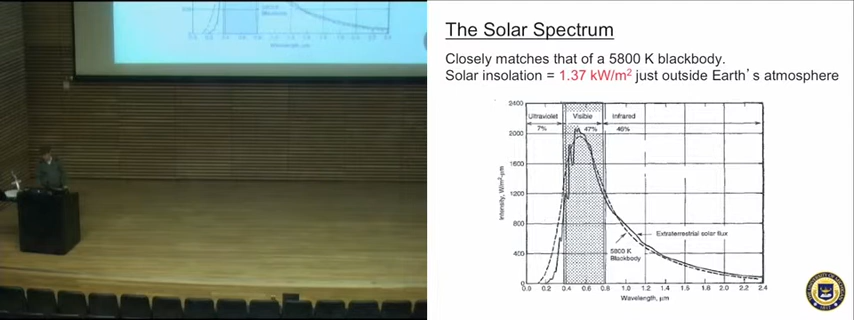 The Solar Spectrum
Closely matches that of a 5800 K blackbody.
Solar insolation = 1.37 kW/m² just outside Earth's atmosphere
2400
Ultraviolet Visible Infrared
7% 47% 46%
2000
1600
1200
800
400
0
Intensity, W/m²·μm
Extraterrestrial solar flux
5800 K
Blackbody
0.0 0.2 0.4 0.6 0.8 1.0 1.2 1.4 1.6 1.8 2.0 2.2 2.4
Wavelength, μm